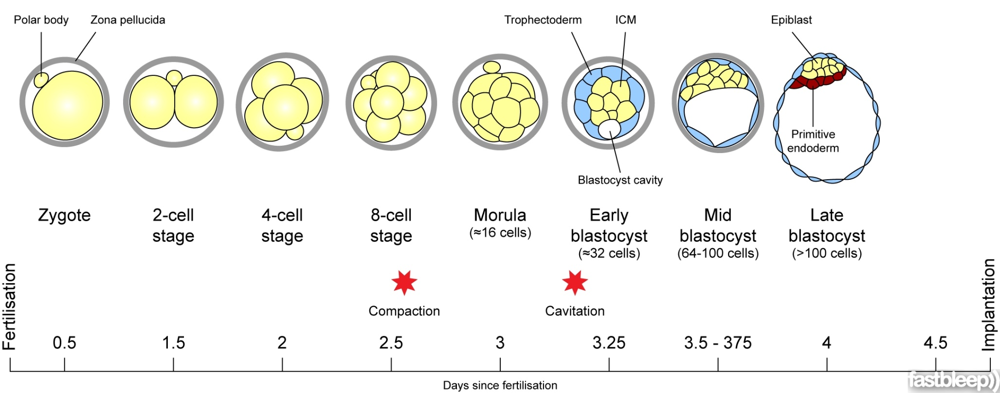 Polar body
Zona pellucida
Trophectoderm
ICM
Epiblast
Primitive
endoderm
Blastocyst cavity
Zygote
2-cell
stage
4-cell
stage
8-cell
stage
Morula
(≈16 cells)
Early
blastocyst
(≈32 cells)
Mid
blastocyst
(64-100 cells)
Late
blastocyst
(>100 cells)
Compaction
Cavitation
Fertilisation
Implantation
0.5
1.5
2
2.5
3
3.25
3.5 - 375
4
4.5
Days since fertilisation
fastbleep))